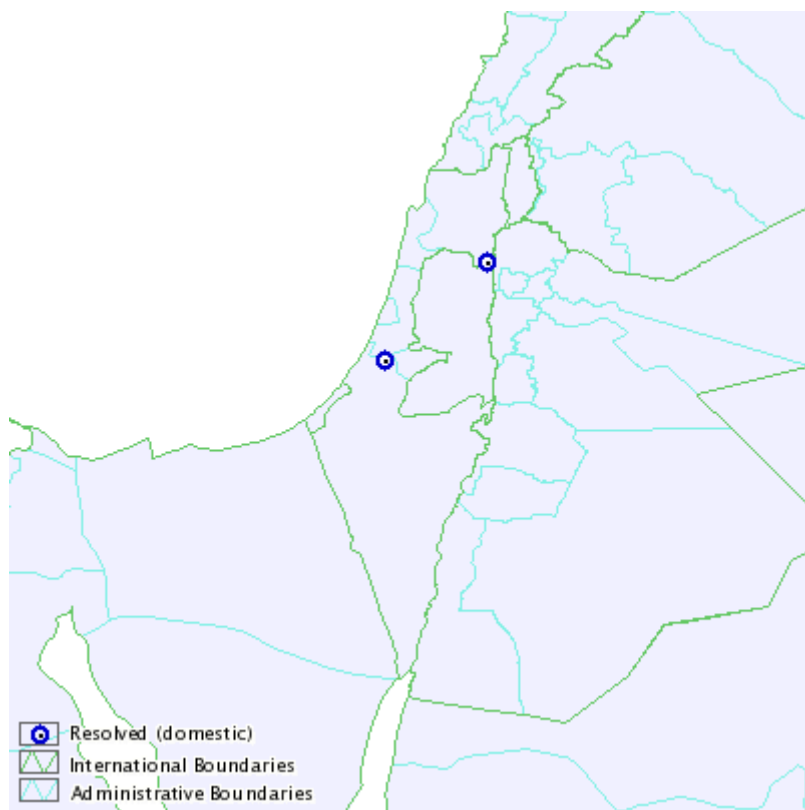 Resolved (domestic)
International Boundaries
Administrative Boundaries